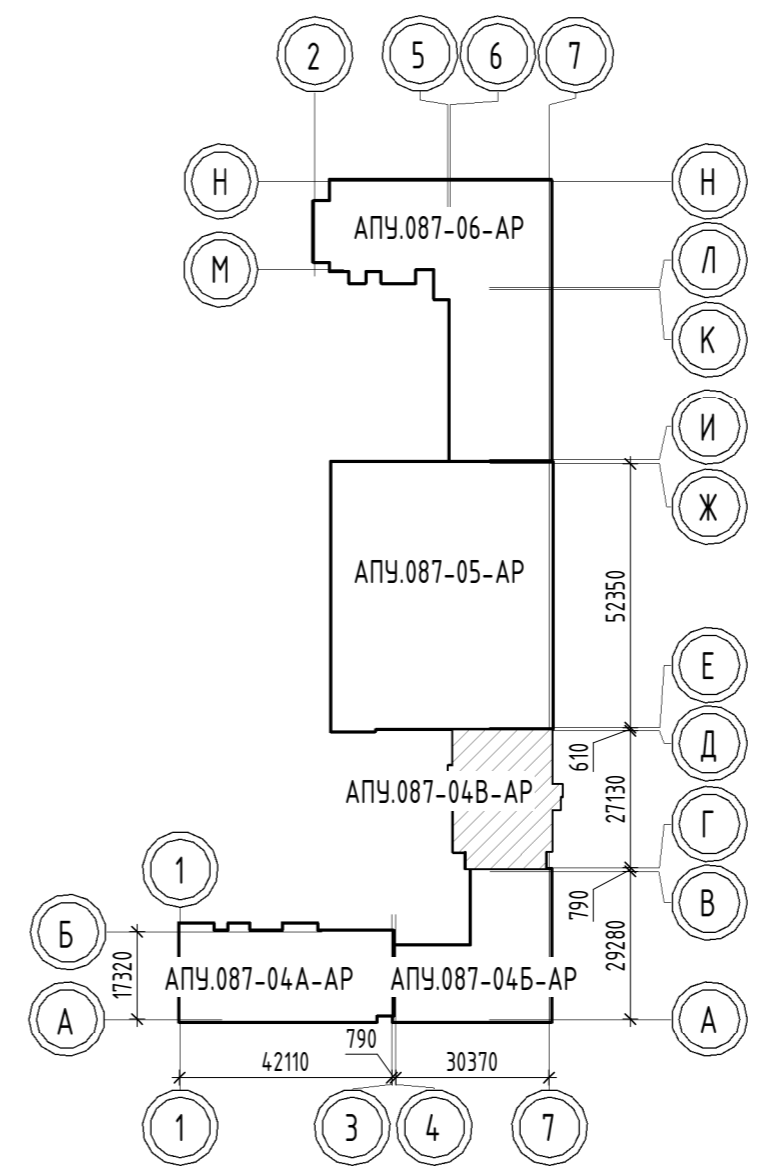 2
5
6
7
Н
Н
АПУ.087-06-АР
М
Л
К
И
Ж
АПУ.087-05-АР
52350
Е
610
Д
АПУ.087-04В-АР
27130
Г
1
790
В
Б
29280
17320
АПУ.087-04А-АР
АПУ.087-04Б-АР
А
А
790
42110
30370
1
3
4
7